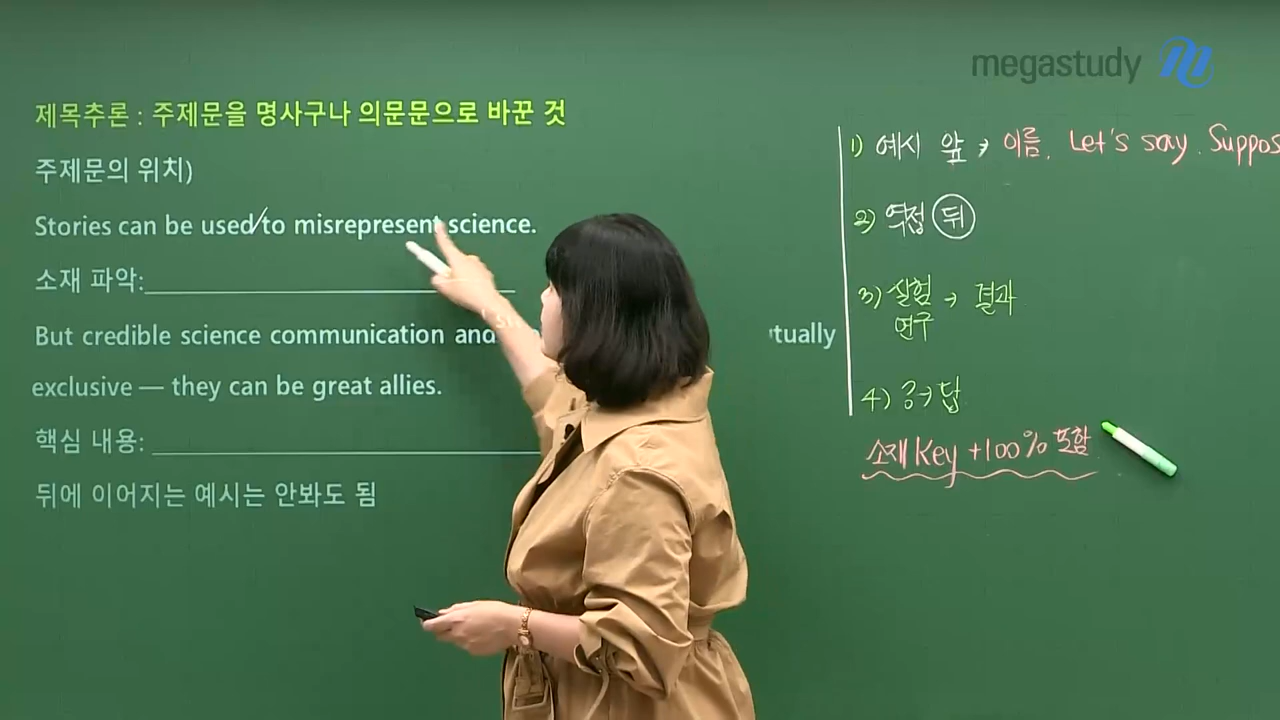 megastudy
제목추론 : 주제문을 명사구나 의문문으로 바꾼 것
주제문의 위치)
Stories can be used/to misrepresent science.
소재 파악:
But credible science communication and tually
exclusive — they can be great allies.
핵심 내용:
뒤에 이어지는 예시는 안봐도 됨
1) 예시 앞 → 이름. Let's say. Suppos
2) 역정 뒤
3) 실험 → 결과
연구
4) 공→답
소재 Key +100% 포함